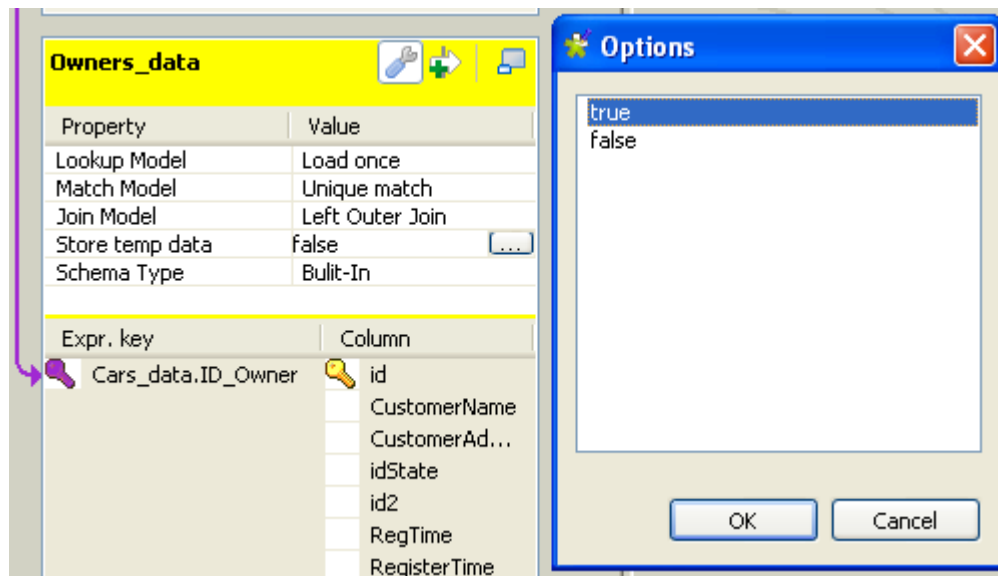 Owners_data
Property Value
Lookup Model Load once
Match Model Unique match
Join Model Left Outer Join
Store temp data false ...
Schema Type Bulit-In
Expr. key Column
Cars_data.ID_Owner id
CustomerName
CustomerAd...
idState
id2
RegTime
RegisterTime
Options
true
false
OK Cancel